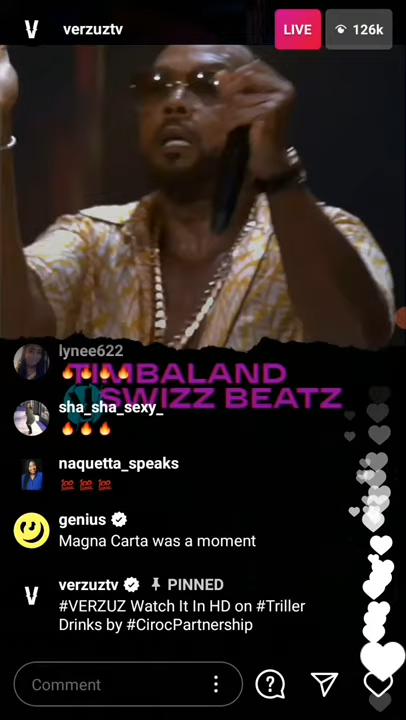 verzuztv
LIVE
126k
TIMBALAND
SWIZZ BEATZ
lynee622
🔥🔥🔥🔥
sha_sha_sexy_
🔥🔥🔥
naquetta_speaks
💯💯💯
genius
Magna Carta was a moment
verzuztv PINNED
#VERZUZ Watch It In HD on #Triller
Drinks by #CirocPartnership
Comment